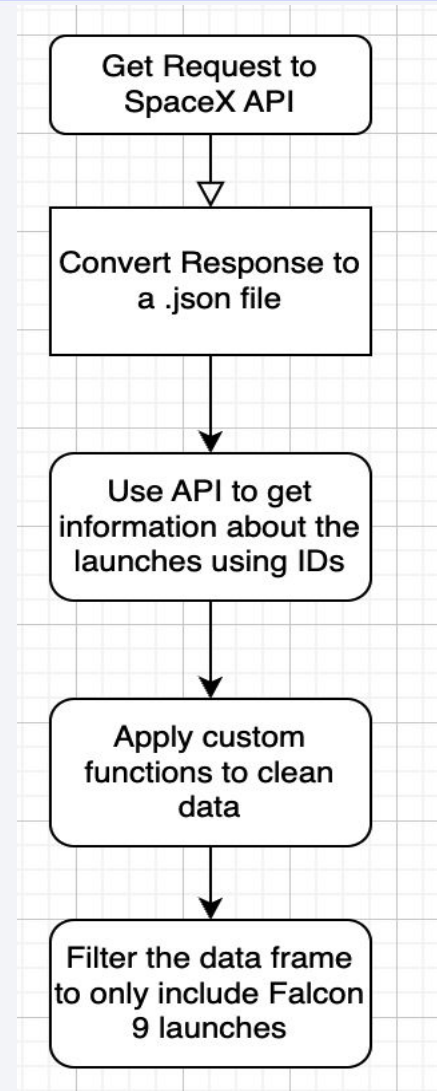 Get Request to
SpaceX API
Convert Response to
a .json file
Use API to get
information about the
launches using IDs
Apply custom
functions to clean
data
Filter the data frame
to only include Falcon
9 launches